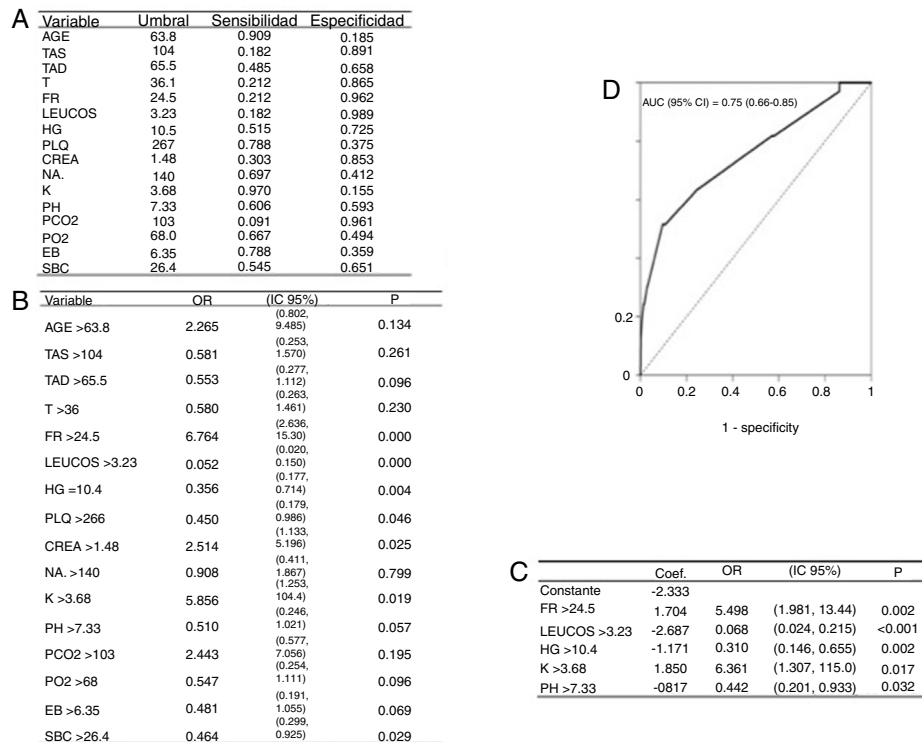 A
Variable Umbral Sensibilidad Especificidad
AGE 63.8 0.909 0.185
TAS 104 0.182 0.891
TAD 65.5 0.485 0.658
T 36.1 0.212 0.865
FR 24.5 0.212 0.962
LEUCOS 3.23 0.182 0.989
HG 10.5 0.515 0.725
PLQ 267 0.788 0.375
CREA 1.48 0.303 0.853
NA. 140 0.697 0.412
K 3.68 0.970 0.155
PH 7.33 0.606 0.593
PCO2 103 0.091 0.961
PO2 68.0 0.667 0.494
EB 6.35 0.788 0.359
SBC 26.4 0.545 0.651
B
Variable OR (IC 95%) P
AGE >63.8 2.265 (0.802, 9.485) 0.134
TAS >104 0.581 (0.253, 1.570) 0.261
TAD >65.5 0.553 (0.277, 1.112) 0.096
T >36 0.580 (0.263, 1.461) 0.230
FR >24.5 6.764 (2.636, 15.30) 0.000
LEUCOS >3.23 0.052 (0.020, 0.150) 0.000
HG =10.4 0.356 (0.177, 0.714) 0.004
PLQ >266 0.450 (0.179, 0.986) 0.046
CREA >1.48 2.514 (1.133, 5.196) 0.025
NA. >140 0.908 (0.411, 1.867) 0.799
K >3.68 5.856 (1.253, 104.4) 0.019
PH >7.33 0.510 (0.246, 1.021) 0.057
PCO2 >103 2.443 (0.577, 7.056) 0.195
PO2 >68 0.547 (0.254, 1.111) 0.096
EB >6.35 0.481 (0.191, 1.055) 0.069
SBC >26.4 0.464 (0.299, 0.925) 0.029
D
AUC (95% CI) = 0.75 (0.66-0.85)
0.2
0
0 0.2 0.4 0.6 0.8 1
1 - specificity
C
Coef. OR (IC 95%) P
Constante -2.333
FR >24.5 1.704 5.498 (1.981, 13.44) 0.002
LEUCOS >3.23 -2.687 0.068 (0.024, 0.215) <0.001
HG >10.4 -1.171 0.310 (0.146, 0.655) 0.002
K >3.68 1.850 6.361 (1.307, 115.0) 0.017
PH >7.33 -0817 0.442 (0.201, 0.933) 0.032